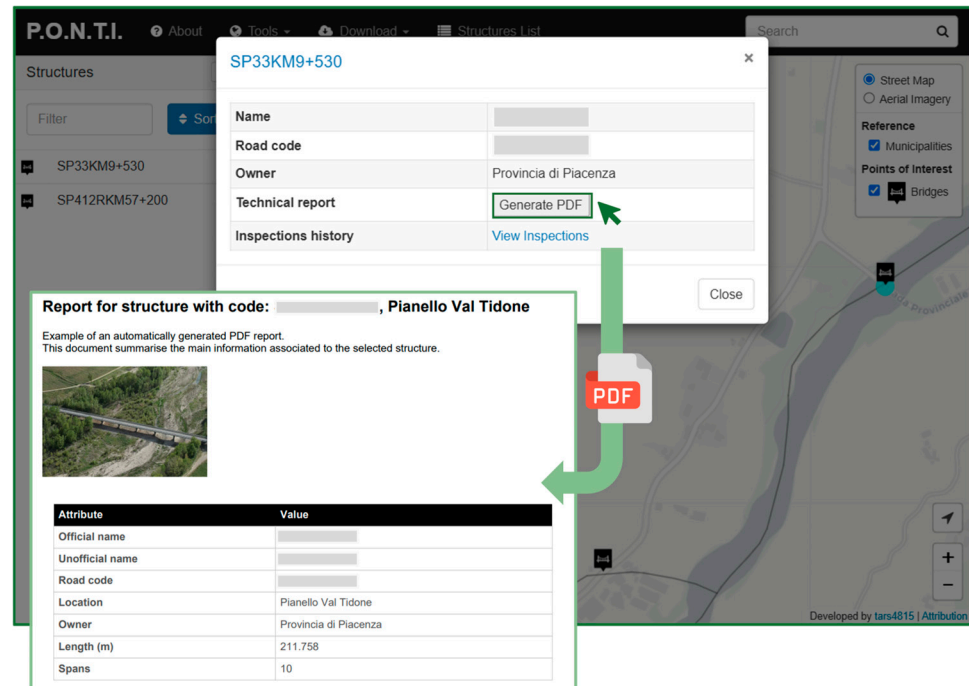 P.O.N.T.I. About Tools Download Structures List Search
Structures
Filter Sort
SP33KM9+530
SP412RKM57+200
SP33KM9+530 ×
Name
Road code
Owner Provincia di Piacenza
Technical report Generate PDF
Inspections history View Inspections
Close
Street Map
Aerial Imagery
Reference
Municipalities
Points of Interest
Bridges
Report for structure with code: , Pianello Val Tidone
Example of an automatically generated PDF report.
This document summarise the main information associated to the selected structure.
PDF
Attribute Value
Official name
Unofficial name
Road code
Location Pianello Val Tidone
Owner Provincia di Piacenza
Length (m) 211.758
Spans 10
+
−
Developed by tars4815 | Attribution